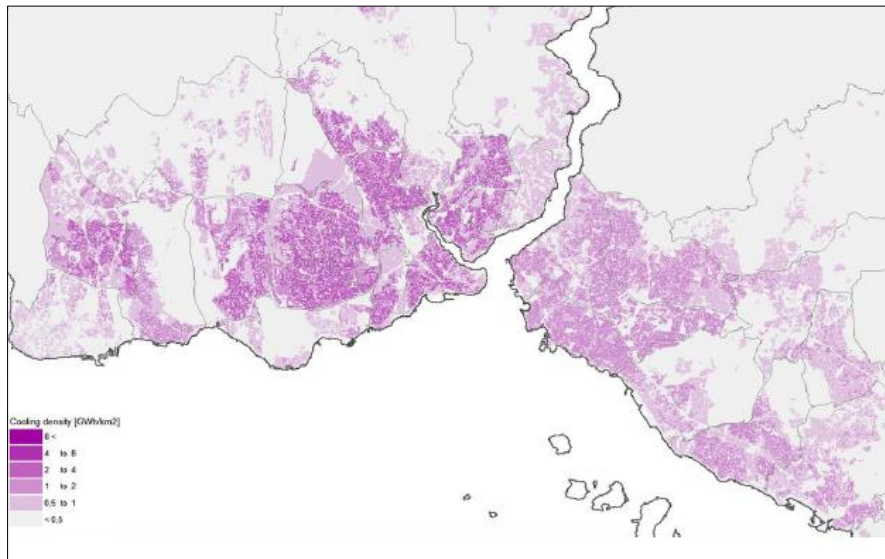 Cooling density [GWh/km2]
8 <
4 to 8
2 to 4
1 to 2
0,5 to 1
< 0,5